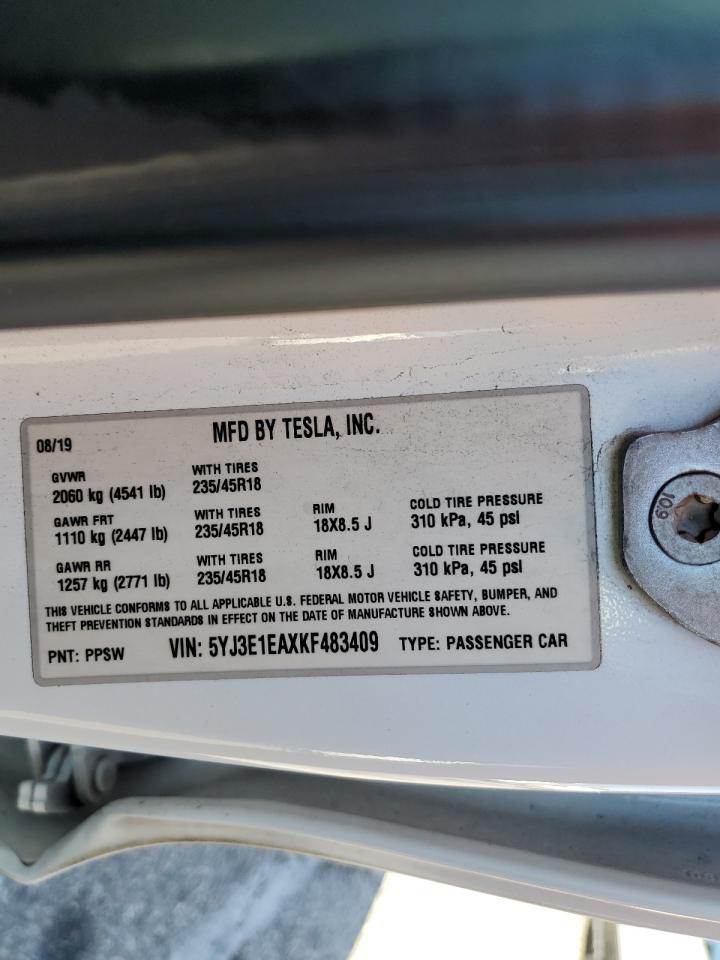 08/19 MFD BY TESLA, INC.
GVWR WITH TIRES
2060 kg (4541 lb) 235/45R18
GAWR FRT WITH TIRES RIM COLD TIRE PRESSURE
1110 kg (2447 lb) 235/45R18 18X8.5 J 310 kPa, 45 psi
GAWR RR WITH TIRES RIM COLD TIRE PRESSURE
1257 kg (2771 lb) 235/45R18 18X8.5 J 310 kPa, 45 psi
THIS VEHICLE CONFORMS TO ALL APPLICABLE U.S. FEDERAL MOTOR VEHICLE SAFETY, BUMPER, AND
THEFT PREVENTION STANDARDS IN EFFECT ON THE DATE OF MANUFACTURE SHOWN ABOVE.
PNT: PPSW VIN: 5YJ3E1EAXKF483409 TYPE: PASSENGER CAR
10.9